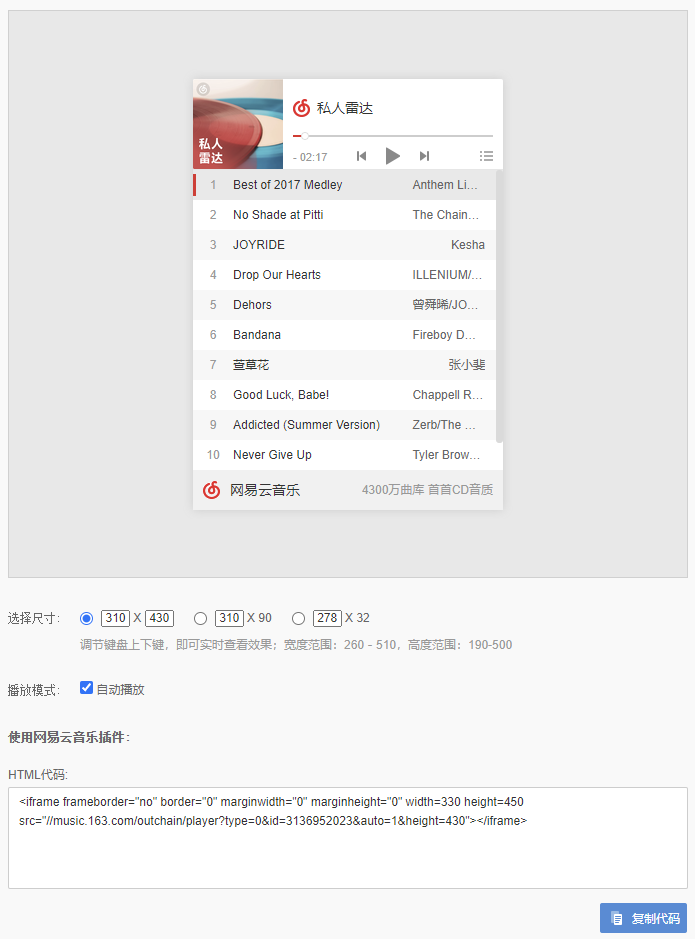 私人
雷达
私人雷达
- 02:17
1 Best of 2017 Medley Anthem Li...
2 No Shade at Pitti The Chain...
3 JOYRIDE Kesha
4 Drop Our Hearts ILLENIUM/...
5 Dehors 曾舜晞/JO...
6 Bandana Fireboy D...
7 萱草花 张小斐
8 Good Luck, Babe! Chappell R...
9 Addicted (Summer Version) Zerb/The ...
10 Never Give Up Tyler Brow...
网易云音乐 4300万曲库 首首CD音质
选择尺寸： 310 X 430 310 X 90 278 X 32
调节键盘上下键，即可实时查看效果；宽度范围：260 - 510，高度范围：190-500
播放模式： 自动播放
使用网易云音乐插件：
HTML代码:
<iframe frameborder="no" border="0" marginwidth="0" marginheight="0" width=330 height=450
src="//music.163.com/outchain/player?type=0&id=3136952023&auto=1&height=430"></iframe>
复制代码